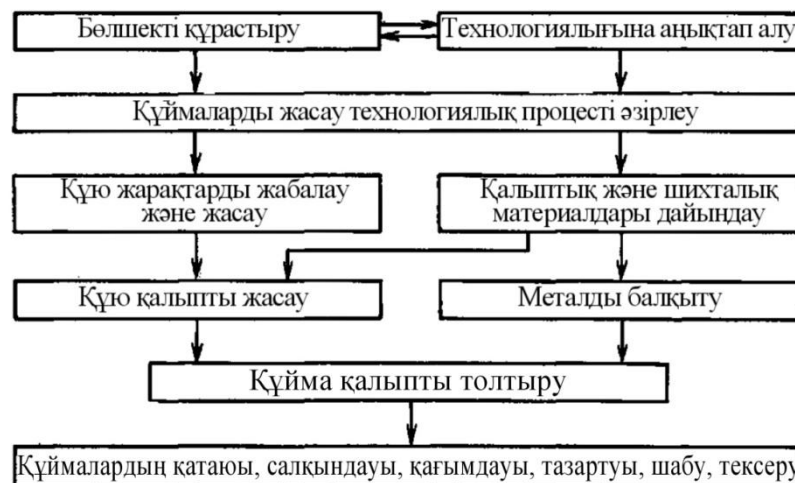 Бөлшекті құрастыру
Технологиялығына аңықтап алу
Құймаларды жасау технологиялық процесті әзірлеу
Құю жарақтарды жабалау
және жасау
Қалыптық және шихталық
материалдары дайындау
Құю қалыпты жасау
Металды балқыту
Құйма қалыпты толтыру
Құймалардың қатаюы, салқындауы, қағымдауы, тазартуы, шабу, тексеру